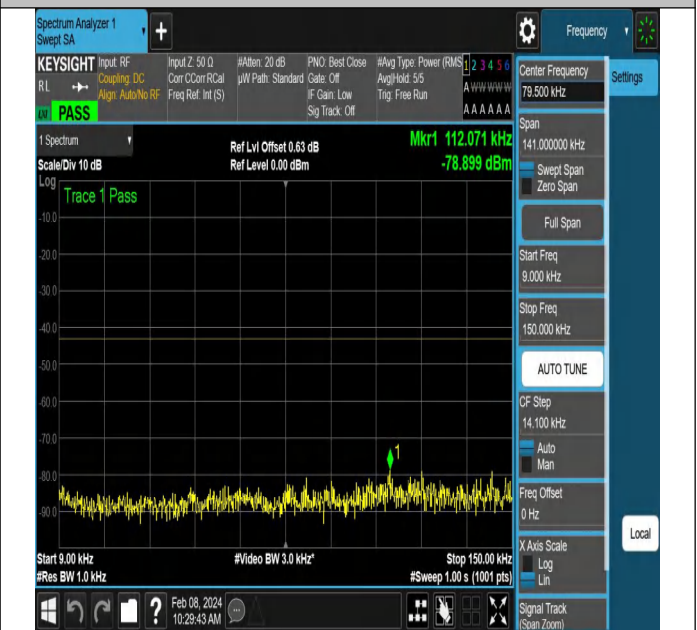 Spectrum Analyzer 1
Swept SA
+
Frequency
KEYSIGHT
RL
PASS
Input: RF
Coupling: DC
Align: Auto/No RF
Input Z: 50 Ω
Corr CCorr RCal
Freq Ref: Int (S)
#Atten: 20 dB
µW Path: Standard
PNO: Best Close
Gate: Off
IF Gain: Low
Sig Track: Off
#Avg Type: Power (RMS
Avg|Hold: 5/5
Trig: Free Run
1 2 3 4 5 6
A W W W W W
A A A A A A
1 Spectrum
Scale/Div 10 dB
Ref Lvl Offset 0.63 dB
Ref Level 0.00 dBm
Mkr1 112.071 kHz
-78.899 dBm
Log
Trace 1 Pass
-10.0
-20.0
-30.0
-40.0
-50.0
-60.0
-70.0
-80.0
-90.0
1
Start 9.00 kHz
#Res BW 1.0 kHz
#Video BW 3.0 kHz*
Stop 150.00 kHz
#Sweep 1.00 s (1001 pts)
Feb 08, 2024
10:29:43 AM
?
Center Frequency
79.500 kHz
Settings
Span
141.000000 kHz
Swept Span
Zero Span
Full Span
Start Freq
9.000 kHz
Stop Freq
150.000 kHz
AUTO TUNE
CF Step
14.100 kHz
Auto
Man
Freq Offset
0 Hz
X Axis Scale
Log
Lin
Signal Track
(Span Zoom)
Local